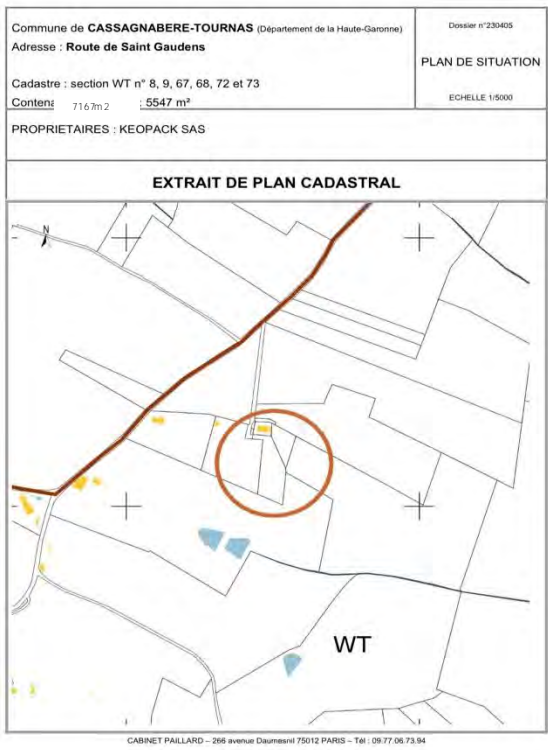 Commune de CASSAGNABERE-TOURNAS (Département de la Haute-Garonne)
Adresse : Route de Saint Gaudens
Cadastre : section WT n° 8, 9, 67, 68, 72 et 73
Contena 7167m2 : 5547 m²
PROPRIETAIRES : KEOPACK SAS
Dossier n°230405
PLAN DE SITUATION
ECHELLE 1/5000
EXTRAIT DE PLAN CADASTRAL
N
WT
CABINET PAILLARD – 266 avenue Daumesnil 75012 PARIS – Tél : 09.77.06.73.94